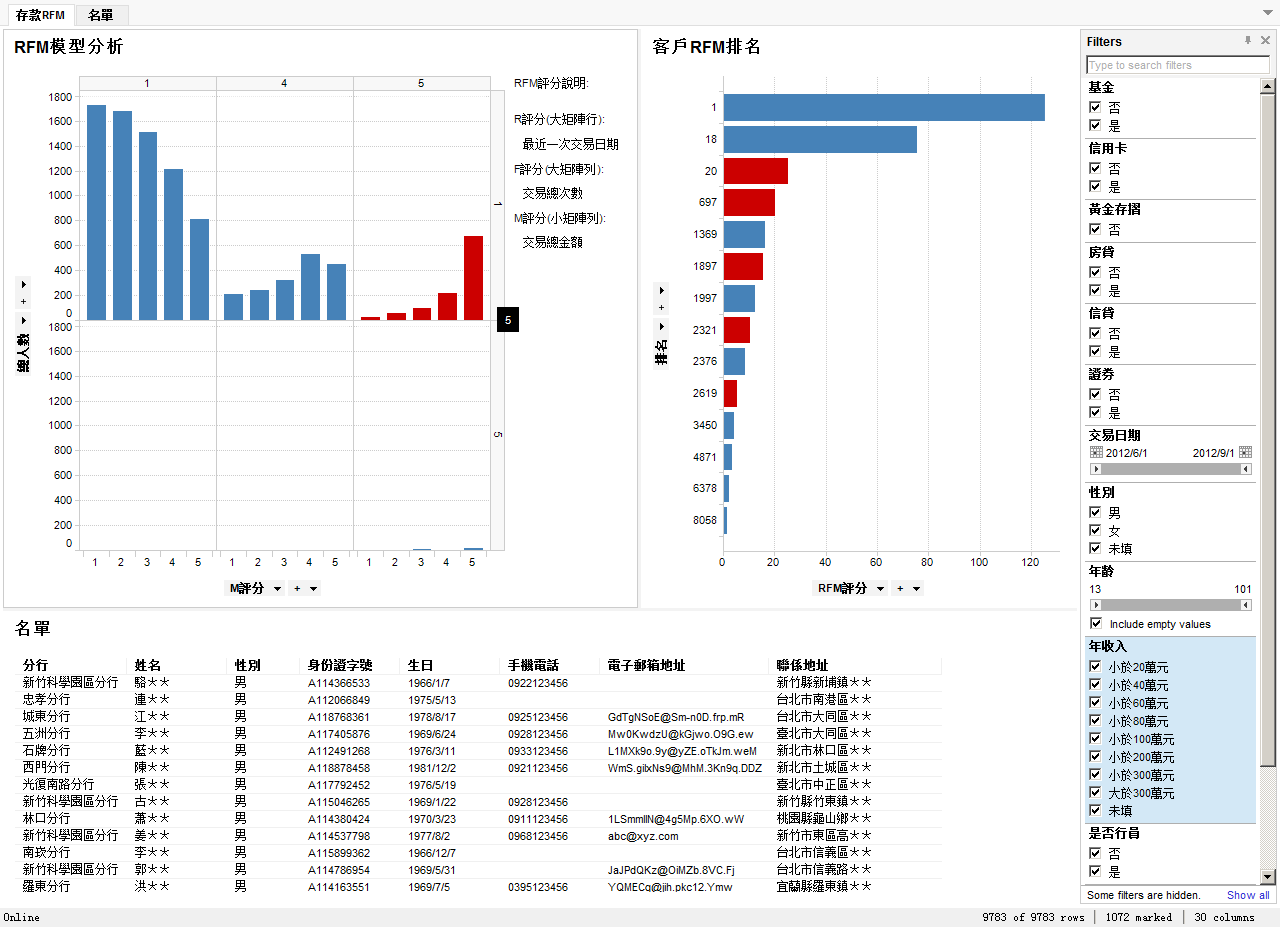 存款RFM 名單
RFM模型分析
1 4 5
1800
1600
1400
1200
1000
800
600
400
200
0
1
1800
1600
1400
1200
1000
800
600
400
200
0
5
總人數
1 2 3 4 5 1 2 3 4 5 1 2 3 4 5
M評分 +
5
RFM評分說明:
R評分(大矩陣行):
最近一次交易日期
F評分(大矩陣列):
交易總次數
M評分(小矩陣列):
交易總金額
客戶RFM排名
排名
1
18
20
697
1369
1897
1997
2321
2376
2619
3450
4871
6378
8058
0 20 40 60 80 100 120
RFM評分 +
名單
分行 姓名 性別 身份證字號 生日 手機電話 電子郵箱地址 聯係地址
新竹科學園區分行 駱** 男 A114366533 1966/1/7 0922123456 新竹縣新埔鎮**
忠孝分行 連** 男 A112066849 1975/5/13 台北市南港區**
城東分行 江** 男 A118768361 1978/8/17 0925123456 GdTgNSoE@Sm-n0D.frp.mR 台北市大同區**
五洲分行 李** 男 A117405876 1969/6/24 0928123456 Mw0KwdzU@kGjwo.O9G.ew 臺北市大同區**
石牌分行 藍** 男 A112491268 1976/3/11 0933123456 L1MXk9o.9y@yZE.oTkJm.weM 新北市林口區**
西門分行 陳** 男 A118878458 1981/12/2 0921123456 WmS.gilxNs9@MhM.3Kn9q.DDZ 新北市土城區**
光復南路分行 張** 男 A117792452 1976/5/19 臺北市中正區**
新竹科學園區分行 古** 男 A115046265 1969/1/22 0928123456 新竹縣竹東鎮**
林口分行 蕭** 男 A114380424 1970/3/23 0911123456 1LSmmlIN@4g5Mp.6XO.wW 桃園縣龜山鄉**
新竹科學園區分行 姜** 男 A114537798 1977/8/2 0968123456 abc@xyz.com 新竹市東區高**
南崁分行 李** 男 A115899362 1966/12/7 台北市信義區**
新竹科學園區分行 郭** 男 A114786954 1969/5/31 JaJPdQKz@OiMZb.8VC.Fj 台北市信義路**
羅東分行 洪** 男 A114163551 1969/7/5 0395123456 YQMECq@jih.pkc12.Ymw 宜蘭縣羅東鎮**
Filters
Type to search filters
基金
否
是
信用卡
否
是
黃金存摺
否
房貸
否
是
信貸
否
是
證券
否
是
交易日期
2012/6/1 2012/9/1
性別
男
女
未填
年齡
13 101
Include empty values
年收入
小於20萬元
小於40萬元
小於60萬元
小於80萬元
小於100萬元
小於200萬元
小於300萬元
大於300萬元
未填
是否行員
否
是
Some filters are hidden. Show all
Online 9783 of 9783 rows 1072 marked 30 columns